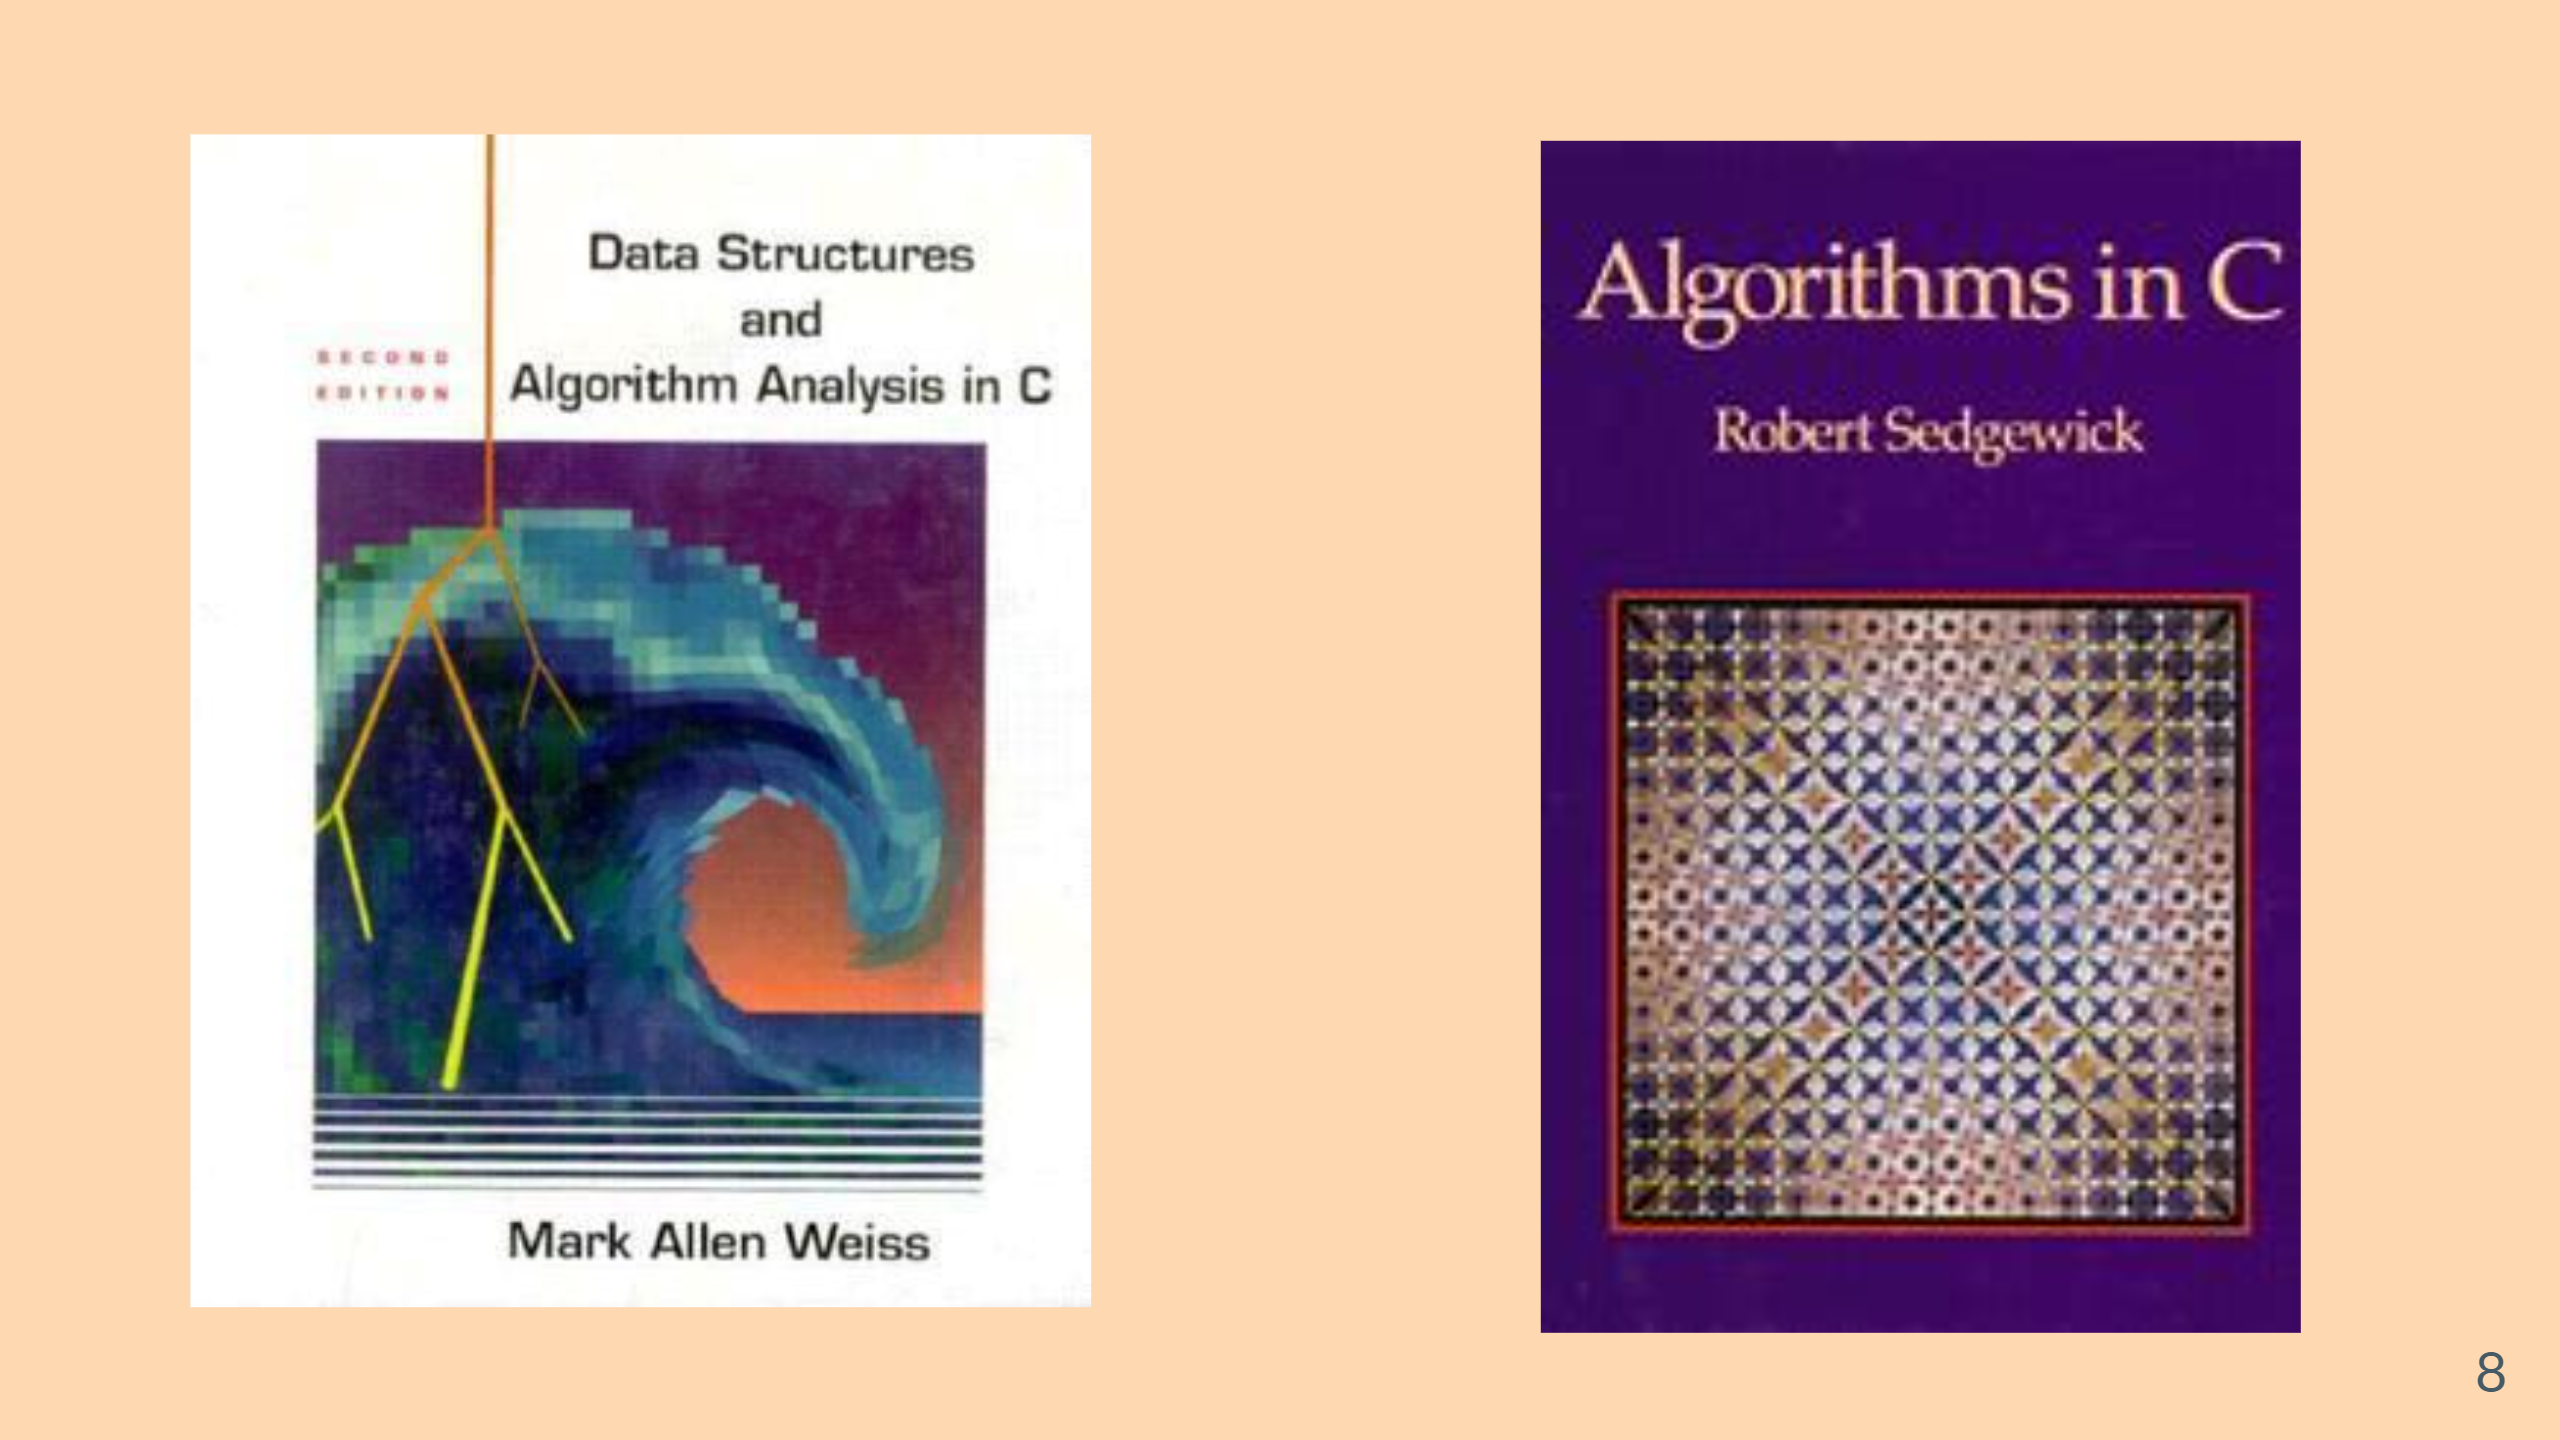 Data Structures
and
Algorithm Analysis in C
SECOND
EDITION
Mark Allen Weiss
Algorithms in C
Robert Sedgewick
8